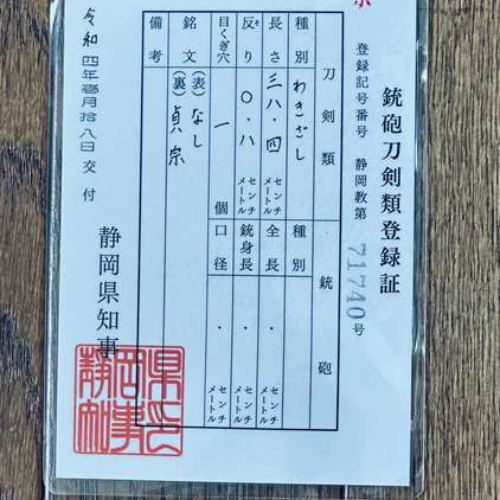 銃砲刀剣類登録証
登録記号番号 静岡教第 71740号
刀剣類
種別 わきざし
長さ 三八・四 センチメートル
反り 〇・八 センチメートル
目くぎ穴 一 個
銘文 (表)なし
(裏)貞宗
備考
銃砲
種別
全長 ・ センチメートル
銃身長 ・ センチメートル
口径 ・ センチメートル
令和四年壱月拾八日交付
静岡県知事